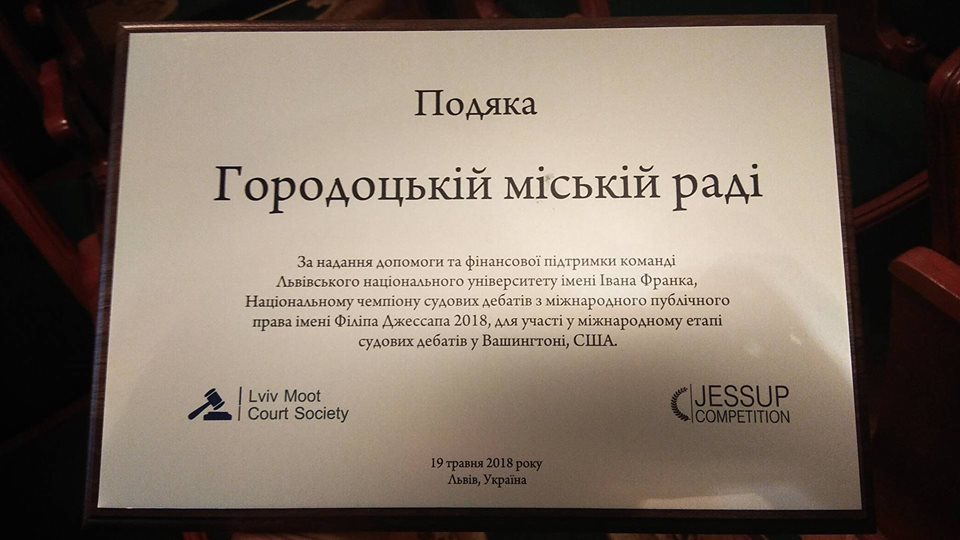 Подяка
Городоцькій міській раді
За надання допомоги та фінансової підтримки команді
Львівського національного університету імені Івана Франка,
Національному чемпіону судових дебатів з міжнародного публічного
права імені Філіпа Джессапа 2018, для участі у міжнародному етапі
судових дебатів у Вашингтоні, США.
Lviv Moot
Court Society
JESSUP
COMPETITION
19 травня 2018 року
Львів, Україна